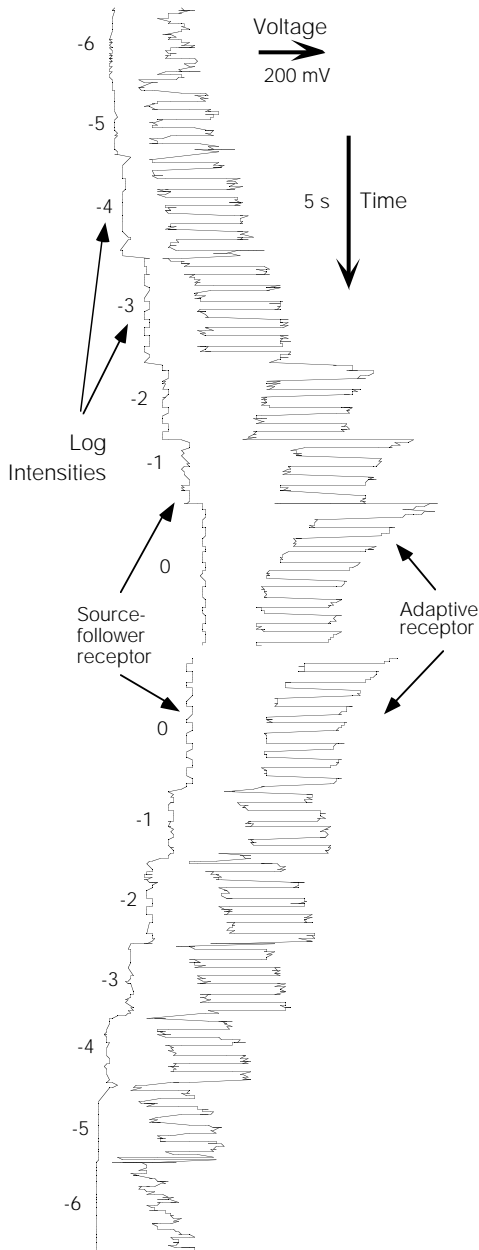 -6
Voltage
200 mV
-5
-4
5 s
Time
-3
-2
Log
Intensities
-1
0
Source-
follower
receptor
Adaptive
receptor
0
-1
-2
-3
-4
-5
-6